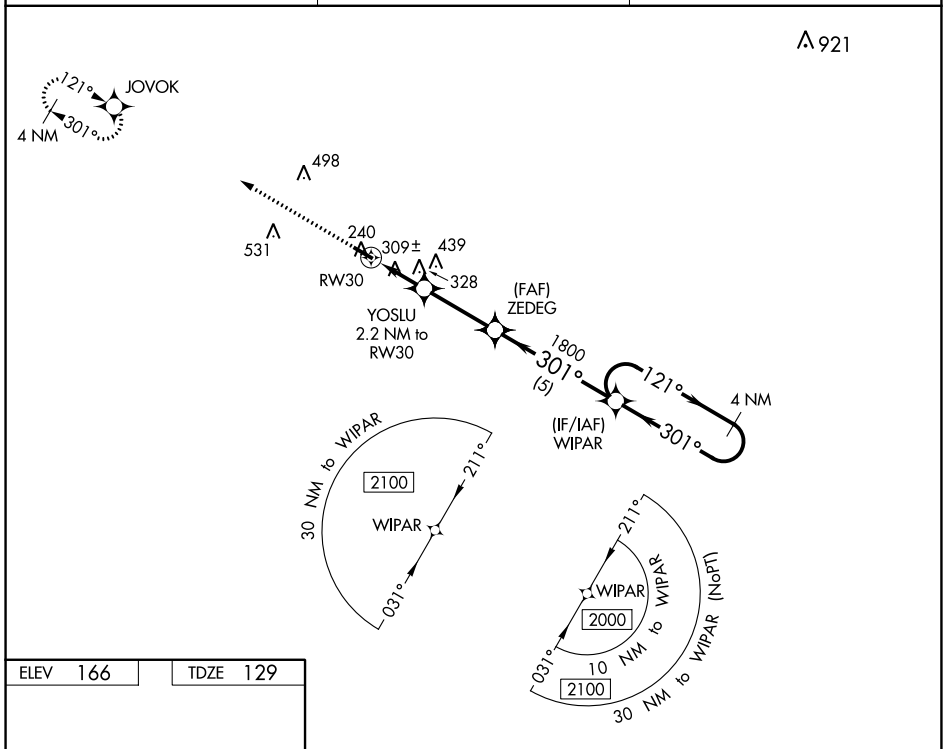 921
121°
JOVOK
301°
4 NM
498
531
240
309±
439
328
RW30
YOSLU
2.2 NM to
RW30
(FAF)
ZEDEG
1800
301°
(5)
121°
4 NM
301°
(IF/IAF)
WIPAR
30 NM to WIPAR
2100
211°
WIPAR
031°
211°
WIPAR
2000
10 NM to WIPAR
031°
2100
30 NM to WIPAR (NoPT)
ELEV 166
TDZE 129